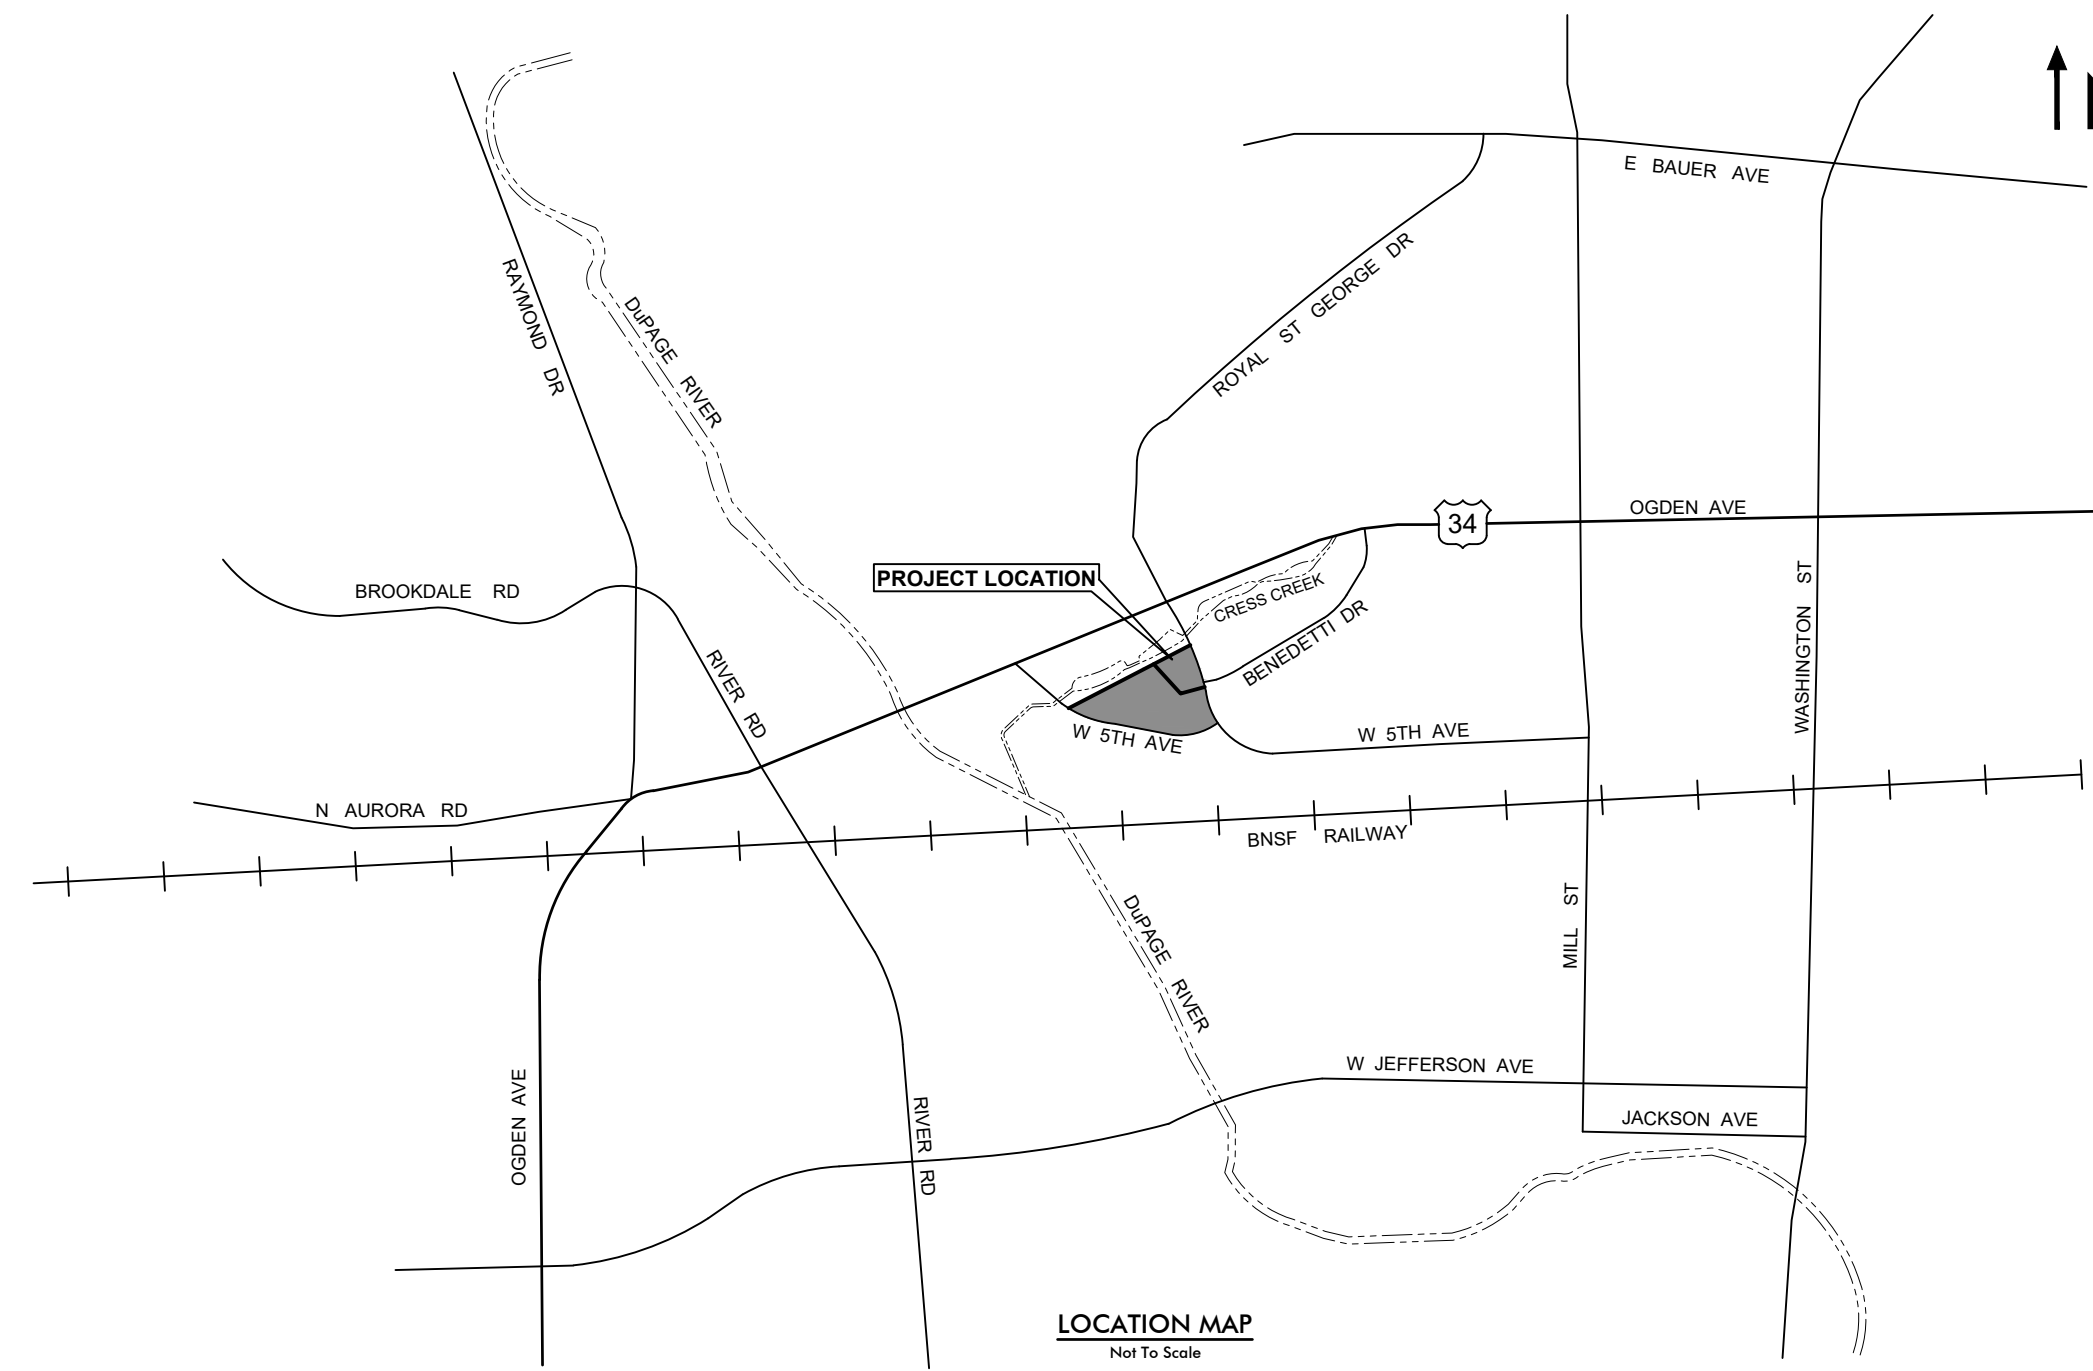 E BAUER AVE
ROYAL ST GEORGE DR
RAYMOND DR
DuPAGE RIVER
34
OGDEN AVE
PROJECT LOCATION
CRESS CREEK
BENEDETTI DR
BROOKDALE RD
RIVER RD
WASHINGTON ST
W 5TH AVE
W 5TH AVE
N AURORA RD
BNSF RAILWAY
MILL ST
DuPAGE RIVER
W JEFFERSON AVE
JACKSON AVE
OGDEN AVE
RIVER RD
LOCATION MAP
Not To Scale